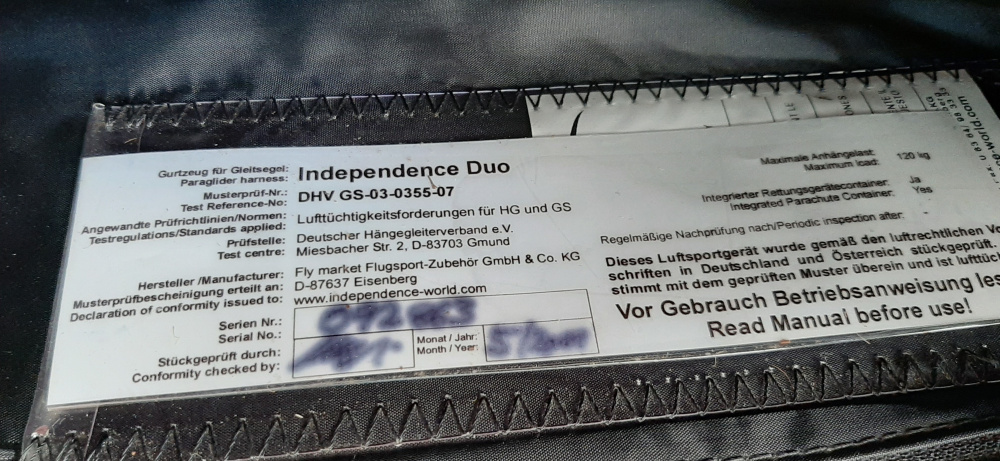 Gurtzeug für Gleitsegel:
Paraglider harness:
Independence Duo
Musterprüf-Nr.:
Test Reference-No:
DHV GS-03-0355-07
Angewandte Prüfrichtlinien/Normen:
Testregulations/Standards applied:
Lufttüchtigkeitsforderungen für HG und GS
Prüfstelle:
Test centre:
Deutscher Hängegleiterverband e.V.
Miesbacher Str. 2, D-83703 Gmund
Hersteller /Manufacturer:
Musterprüfbescheinigung erteilt an:
Declaration of conformity issued to:
Fly market Flugsport-Zubehör GmbH & Co. KG
D-87637 Eisenberg
www.independence-world.com
Serien Nr.:
Serial No.:
Stückgeprüft durch:
Conformity checked by:
Monat / Jahr:
Month / Year:
Maximale Anhängelast:
Maximum load:
120 kg
Integrierter Rettungsgerätecontainer:
Integrated Parachute Container:
Ja
Yes
Regelmäßige Nachprüfung nach/Periodic inspection after:
Dieses Luftsportgerät wurde gemäß den luftrechtlichen
schriften in Deutschland und Österreich stückgeprüft.
stimmt mit dem geprüften Muster überein und ist
Vor Gebrauch Betriebsanweisung les
Read Manual before use!